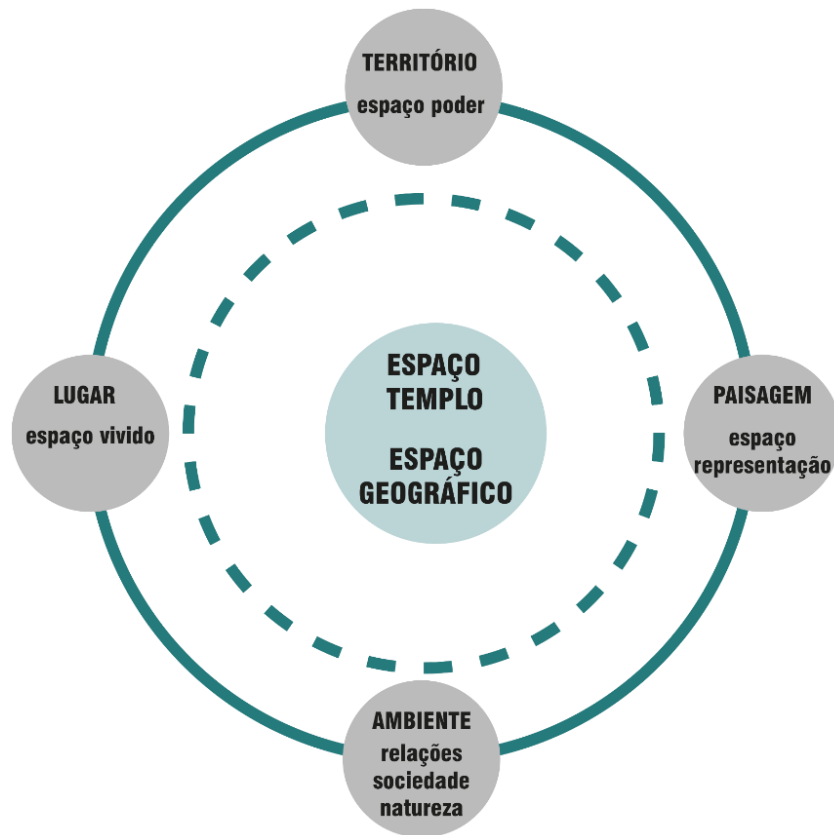 TERRITÓRIO
espaço poder
LUGAR
espaço vivido
ESPAÇO
TEMPLO
ESPAÇO
GEOGRÁFICO
PAISAGEM
espaço
representação
AMBIENTE
relações
sociedade
natureza